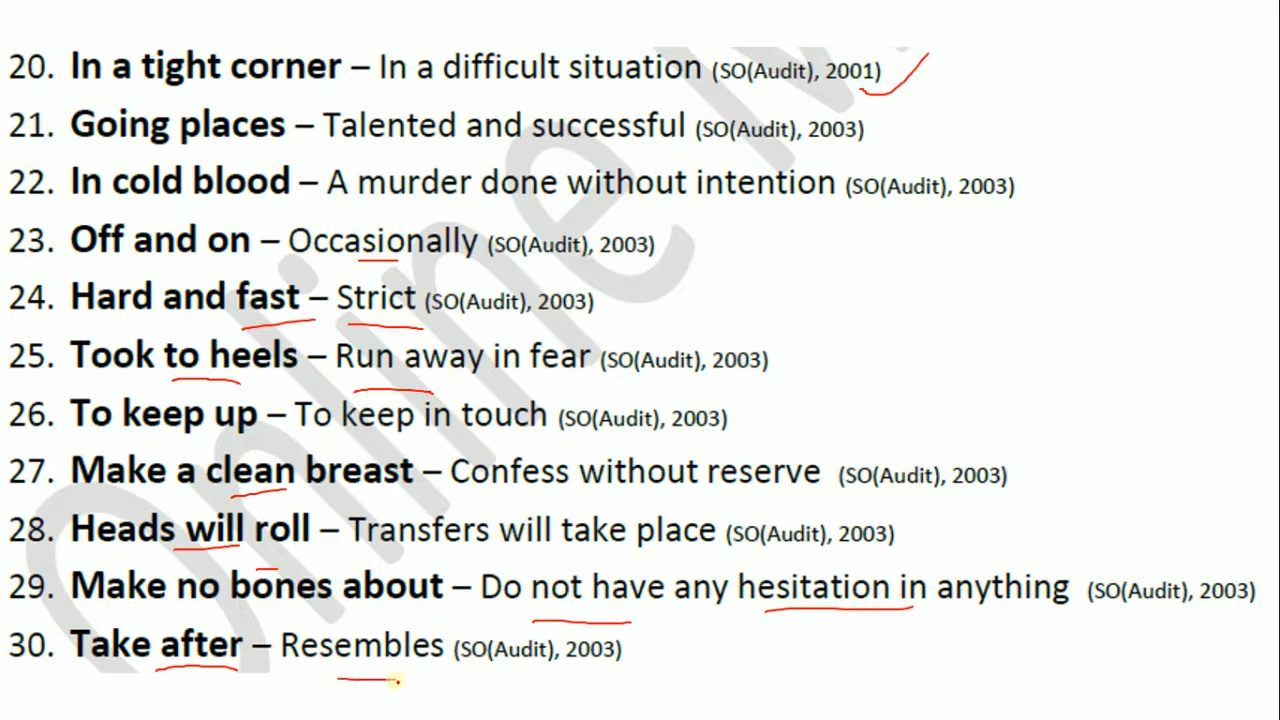 20. In a tight corner – In a difficult situation (SO(Audit), 2001)
21. Going places – Talented and successful (SO(Audit), 2003)
22. In cold blood – A murder done without intention (SO(Audit), 2003)
23. Off and on – Occasionally (SO(Audit), 2003)
24. Hard and fast – Strict (SO(Audit), 2003)
25. Took to heels – Run away in fear (SO(Audit), 2003)
26. To keep up – To keep in touch (SO(Audit), 2003)
27. Make a clean breast – Confess without reserve (SO(Audit), 2003)
28. Heads will roll – Transfers will take place (SO(Audit), 2003)
29. Make no bones about – Do not have any hesitation in anything (SO(Audit), 2003)
30. Take after – Resembles (SO(Audit), 2003)
Online